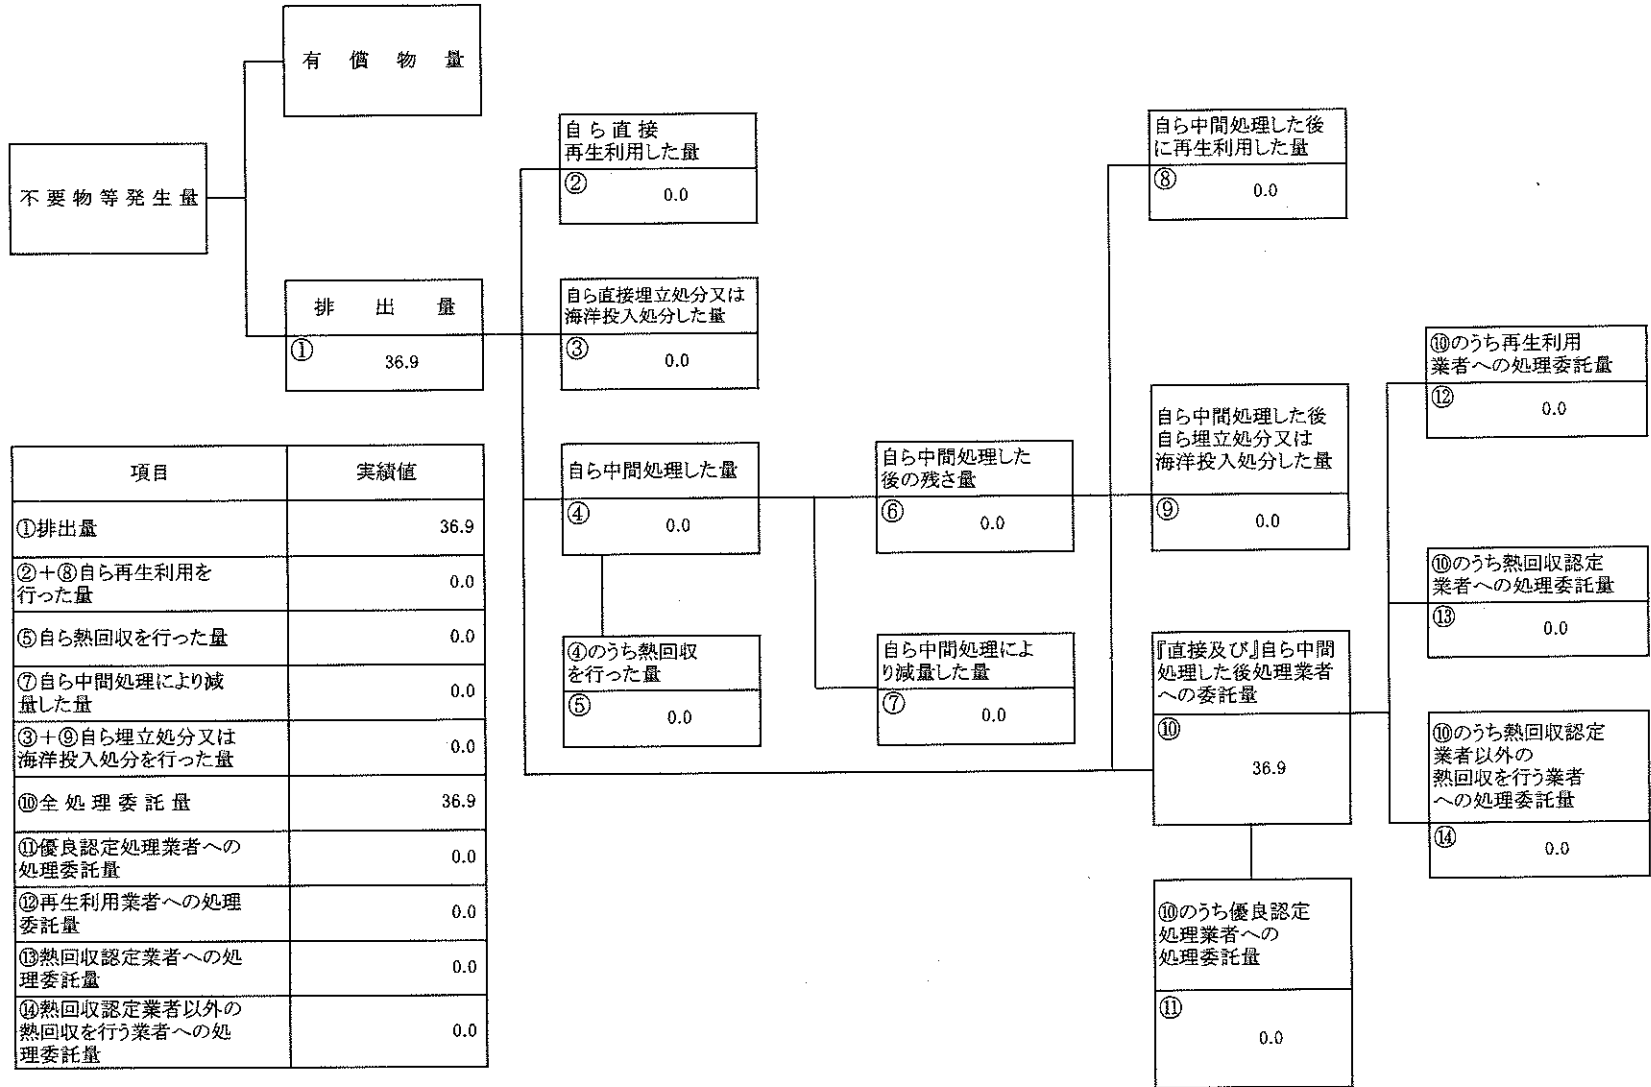 有償物量
不要物等発生量
排出量
①
36.9
自ら直接
再生利用した量
②
0.0
自ら直接埋立処分又は
海洋投入処分した量
③
0.0
自ら中間処理した量
④
0.0
④のうち熱回収
を行った量
⑤
0.0
自ら中間処理した
後の残さ量
⑥
0.0
自ら中間処理によ
り減量した量
⑦
0.0
自ら中間処理した後
に再生利用した量
⑧
0.0
自ら中間処理した後
自ら埋立処分又は
海洋投入処分した量
⑨
0.0
『直接及び』自ら中間
処理した後処理業者
への委託量
⑩
36.9
⑩のうち優良認定
処理業者への
処理委託量
⑪
0.0
⑩のうち再生利用
業者への処理委託量
⑫
0.0
⑩のうち熱回収認定
業者への処理委託量
⑬
0.0
⑩のうち熱回収認定
業者以外の
熱回収を行う業者
への処理委託量
⑭
0.0
項目 実績値
①排出量 36.9
②+⑧自ら再生利用を
行った量 0.0
⑤自ら熱回収を行った量 0.0
⑦自ら中間処理により減
量した量 0.0
③+⑨自ら埋立処分又は
海洋投入処分を行った量 0.0
⑩全処理委託量 36.9
⑪優良認定処理業者への
処理委託量 0.0
⑫再生利用業者への処理
委託量 0.0
⑬熱回収認定業者への処
理委託量 0.0
⑭熱回収認定業者以外の
熱回収を行う業者への処
理委託量 0.0